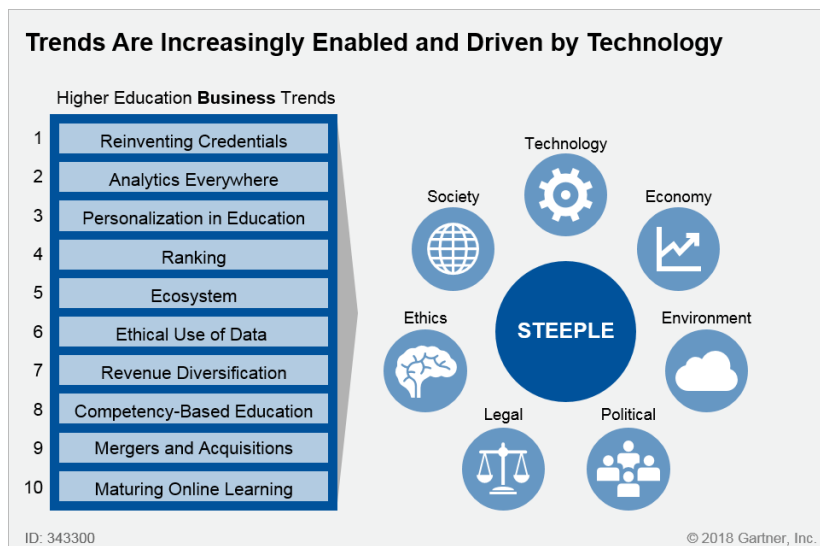 Trends Are Increasingly Enabled and Driven by Technology
Higher Education Business Trends
1 Reinventing Credentials
2 Analytics Everywhere
3 Personalization in Education
4 Ranking
5 Ecosystem
6 Ethical Use of Data
7 Revenue Diversification
8 Competency-Based Education
9 Mergers and Acquisitions
10 Maturing Online Learning
Technology
Society
Economy
Ethics
STEEPLE
Environment
Legal
Political
ID: 343300
© 2018 Gartner, Inc.